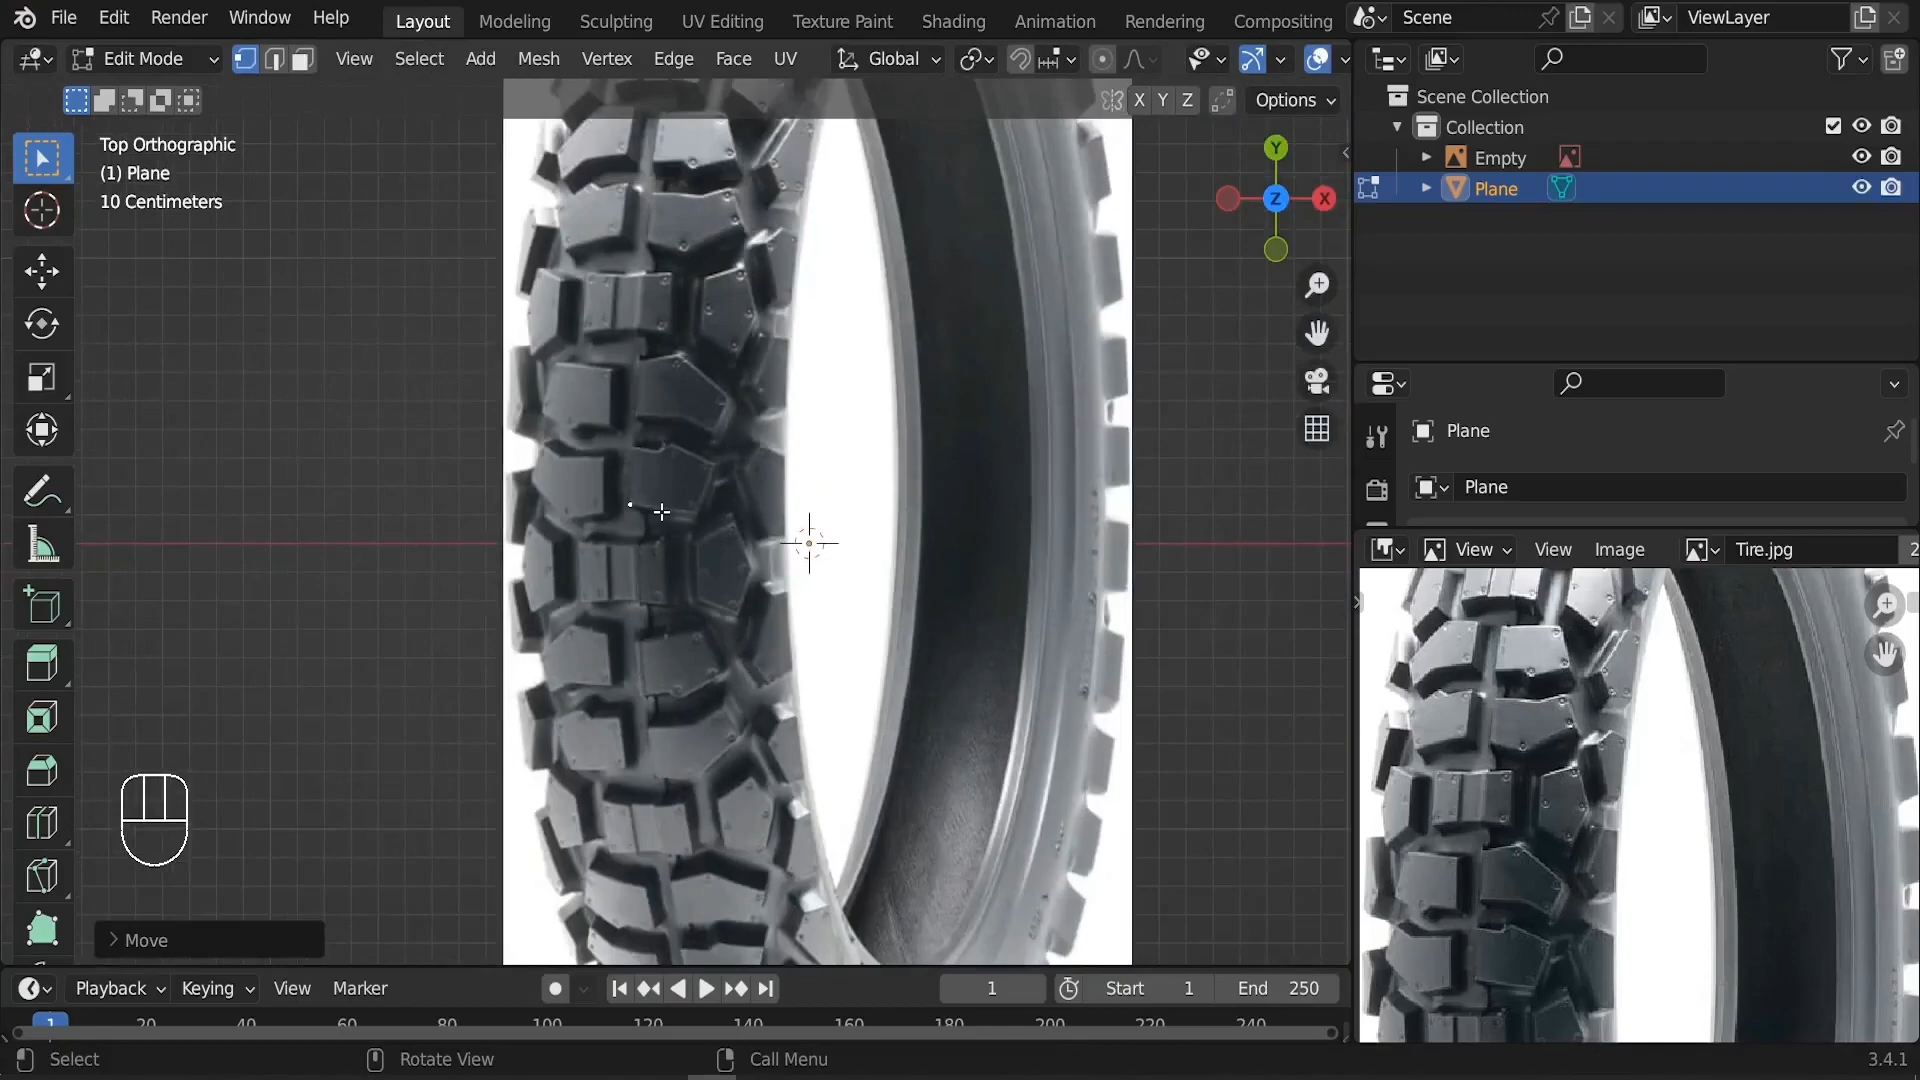 File Edit Render Window Help Layout Modeling Sculpting UV Editing Texture Paint Shading Animation Rendering Compositing Scene ViewLayer
Edit Mode View Select Add Mesh Vertex Edge Face UV Global
X Y Z Options
Top Orthographic
(1) Plane
10 Centimeters
Y
Z X
Scene Collection
Collection
Empty
Plane
Plane
Plane
View View Image Tire.jpg 2
Move
Playback Keying View Marker 1 Start 1 End 250
1 20 40 60 80 100 120 140 160 180 200 220 240
Select Rotate View Call Menu 3.4.1